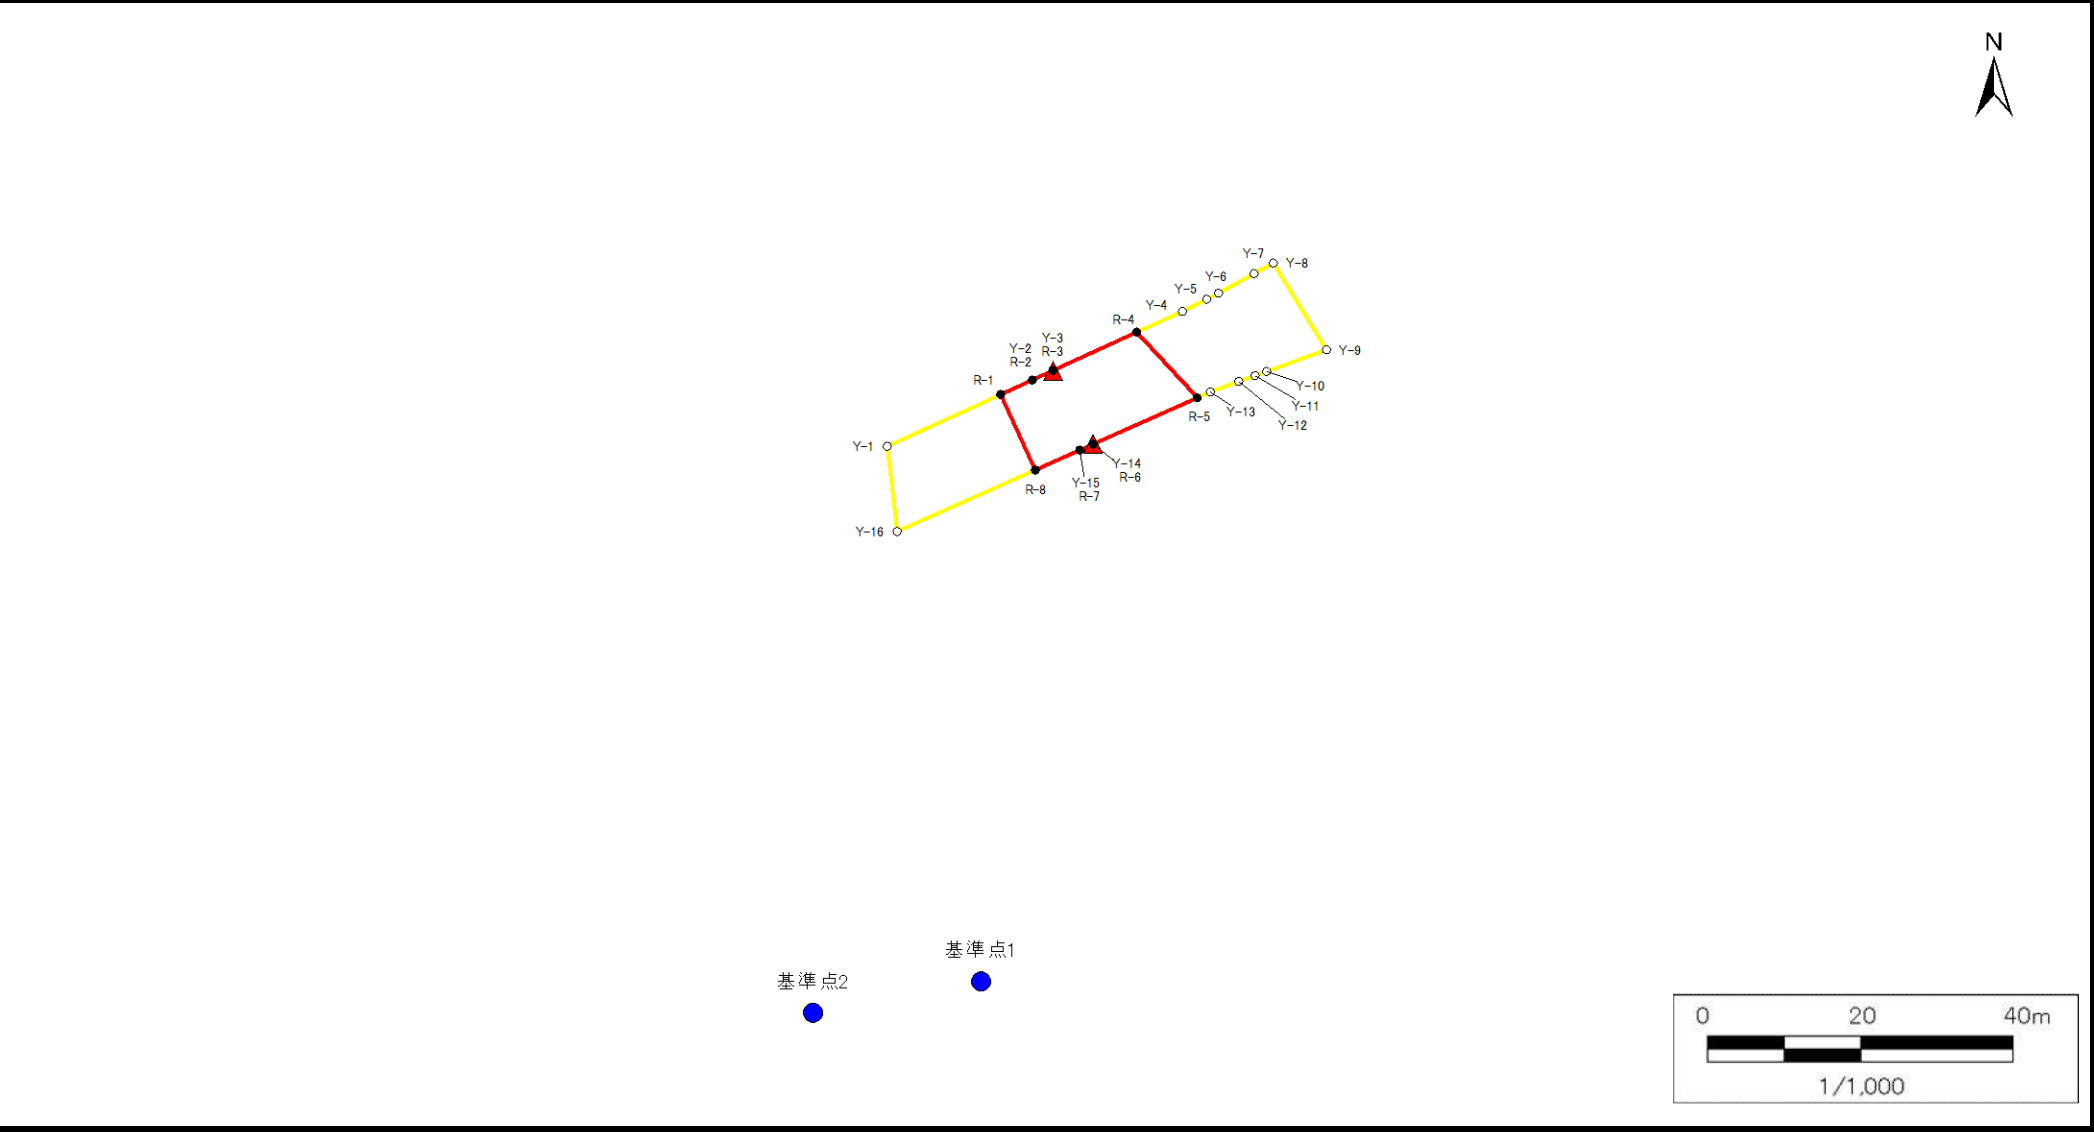 N
Y-7
Y-8
Y-6
Y-5
Y-4
R-4
Y-3
R-3
Y-2
R-2
Y-9
R-1
Y-10
Y-11
Y-13
R-5
Y-12
Y-1
Y-14
R-6
Y-15
R-7
R-8
Y-16
基準点1
基準点2
0 20 40m
1/1,000